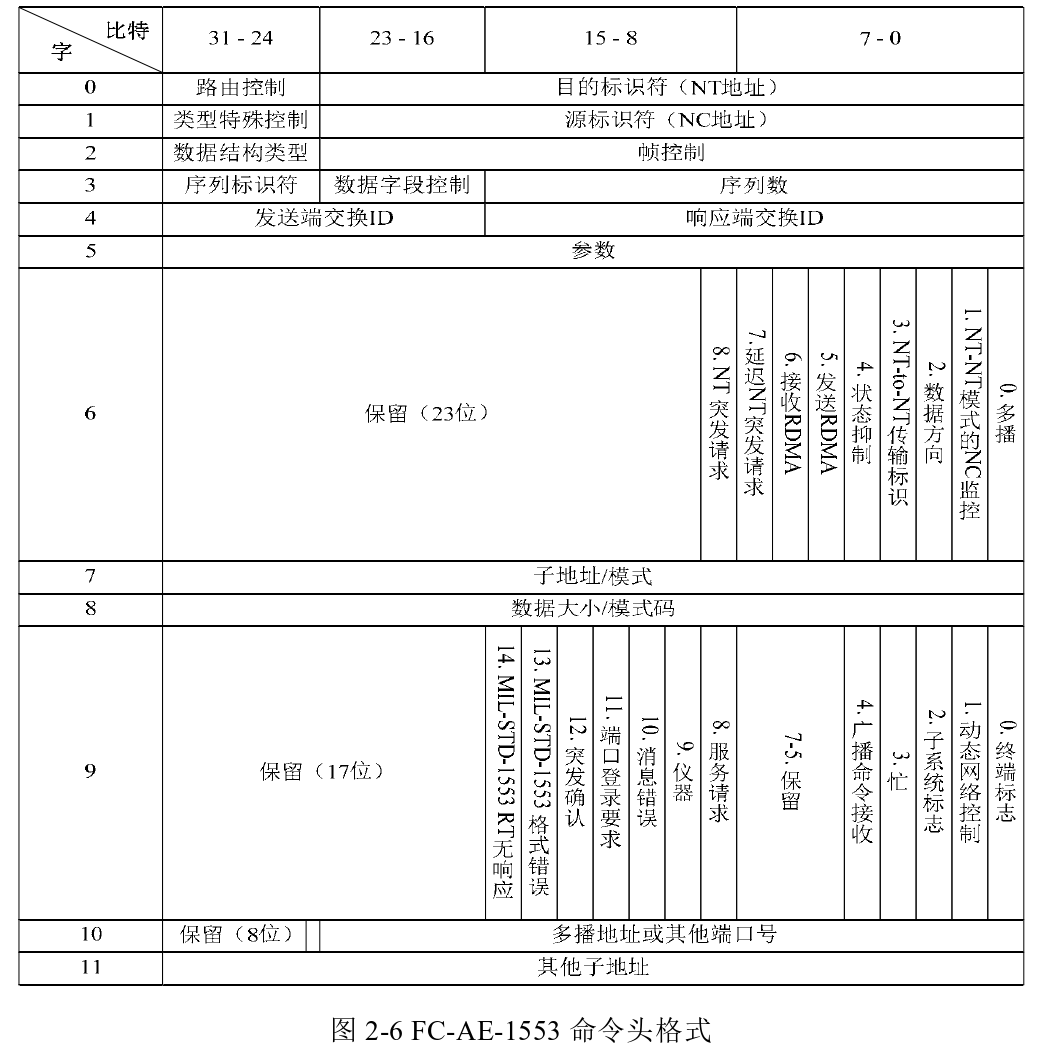 比特
字
31 - 24
23 - 16
15 - 8
7 - 0
0
路由控制
目的标识符（NT地址）
1
类型特殊控制
源标识符（NC地址）
2
数据结构类型
帧控制
3
序列标识符
数据字段控制
序列数
4
发送端交换ID
响应端交换ID
5
参数
6
保留（23位）
8. NT 突发请求
7. 延迟NT突发请求
6. 接收RDMA
5. 发送RDMA
4. 状态抑制
3. NT-to-NT传输标识
2. 数据方向
1. NT-NT模式的NC监控
0. 多播
7
子地址/模式
8
数据大小/模式码
9
保留（17位）
14. MIL-STD-1553 RT无响应
13. MIL-STD-1553 格式错误
12. 突发确认
11. 端口登录要求
10. 消息错误
9. 仪器
8. 服务请求
7-5. 保留
4. 广播命令接收
3. 忙
2. 子系统标志
1. 动态网络控制
0. 终端标志
10
保留（8位）
多播地址或其他端口号
11
其他子地址
图 2-6 FC-AE-1553 命令头格式